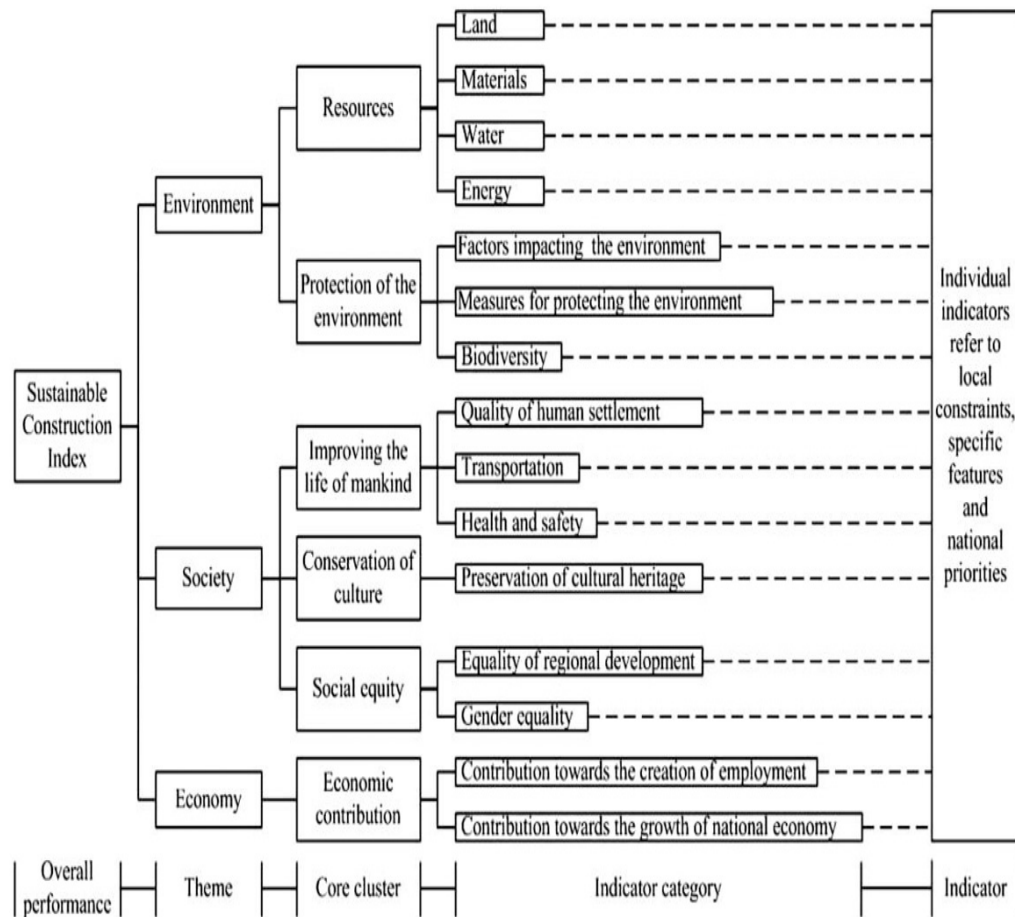 Sustainable
Construction
Index
Environment
Society
Economy
Resources
Protection of the
environment
Improving the
life of mankind
Conservation of
culture
Social equity
Economic
contribution
Land
Materials
Water
Energy
Factors impacting the environment
Measures for protecting the environment
Biodiversity
Quality of human settlement
Transportation
Health and safety
Preservation of cultural heritage
Equality of regional development
Gender equality
Contribution towards the creation of employment
Contribution towards the growth of national economy
Individual
indicators
refer to
local
constraints,
specific
features
and
national
priorities
Overall
performance
Theme
Core cluster
Indicator category
Indicator